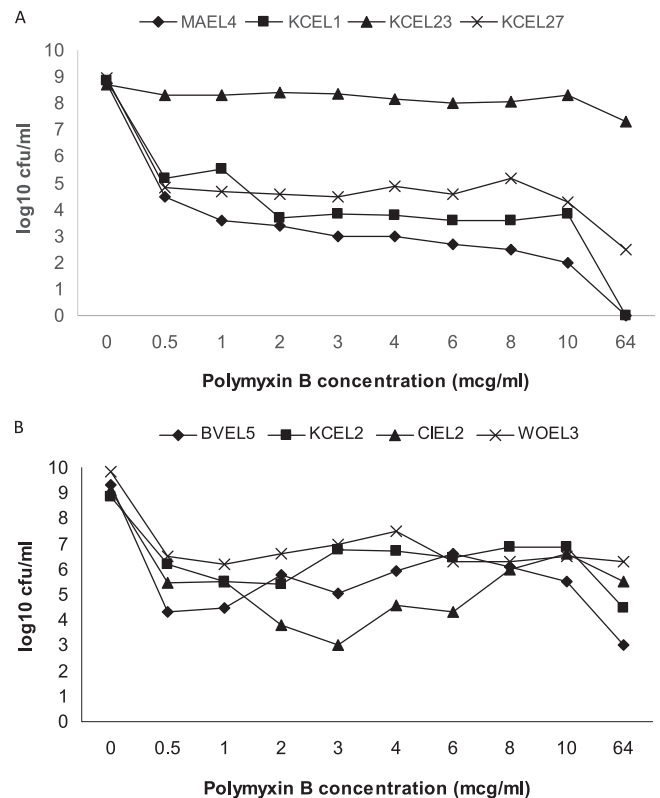 A
MAEL4 KCEL1 KCEL23 KCEL27
10
9
8
7
6
5
4
3
2
1
0
log10 cfu/ml
0 0.5 1 2 3 4 6 8 10 64
Polymyxin B concentration (mcg/ml)
B
BVEL5 KCEL2 CIEL2 WOEL3
10
9
8
7
6
5
4
3
2
1
0
log10 cfu/ml
0 0.5 1 2 3 4 6 8 10 64
Polymyxin B concentration (mcg/ml)